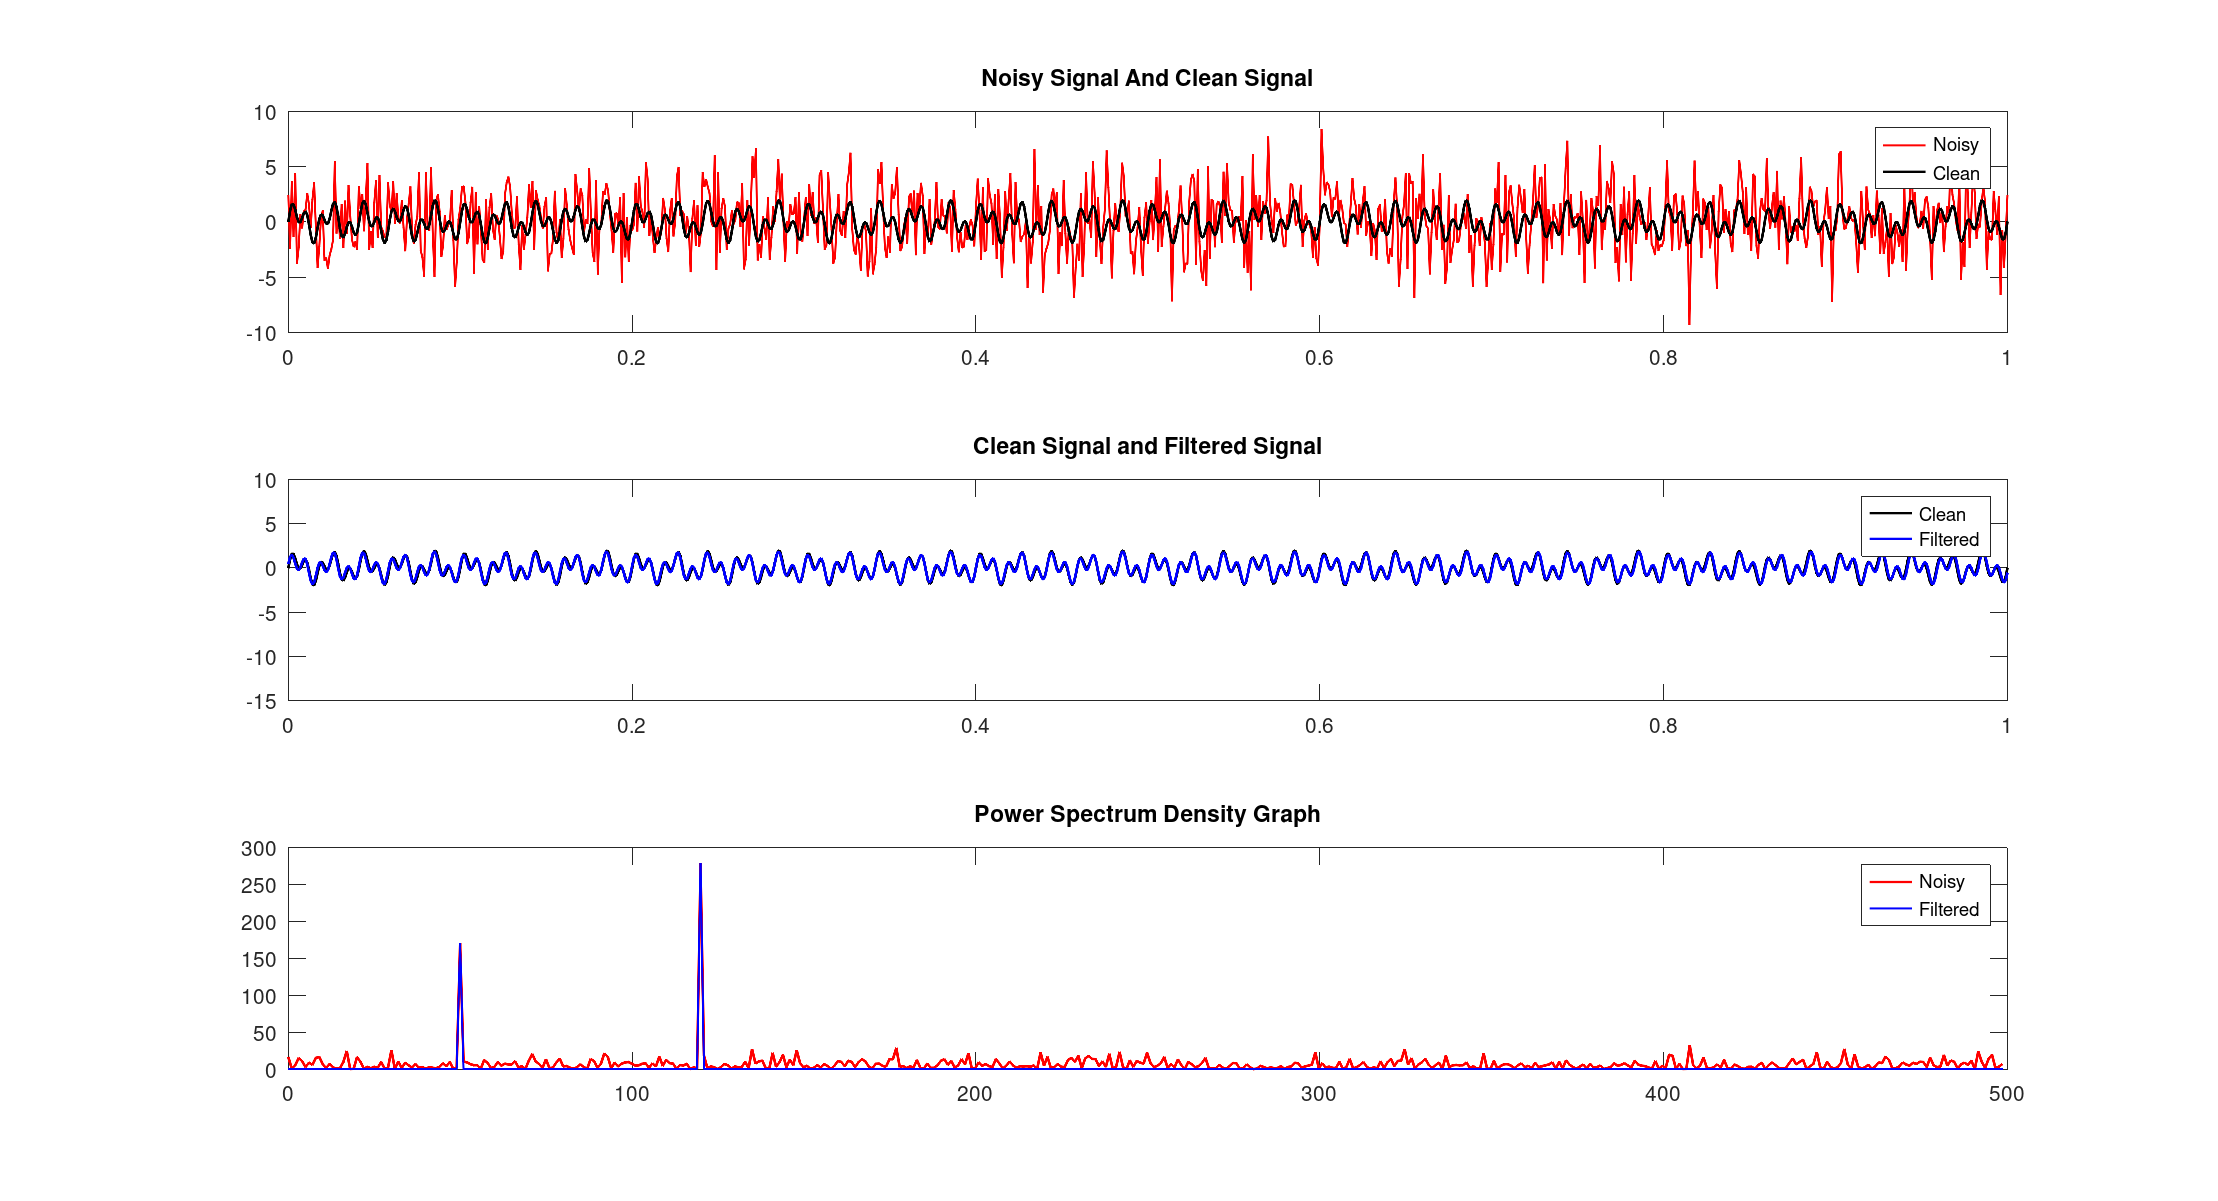 Noisy Signal And Clean Signal
10
5
0
-5
-10
0 0.2 0.4 0.6 0.8 1
Noisy
Clean
Clean Signal and Filtered Signal
10
5
0
-5
-10
-15
0 0.2 0.4 0.6 0.8 1
Clean
Filtered
Power Spectrum Density Graph
300
250
200
150
100
50
0
0 100 200 300 400 500
Noisy
Filtered